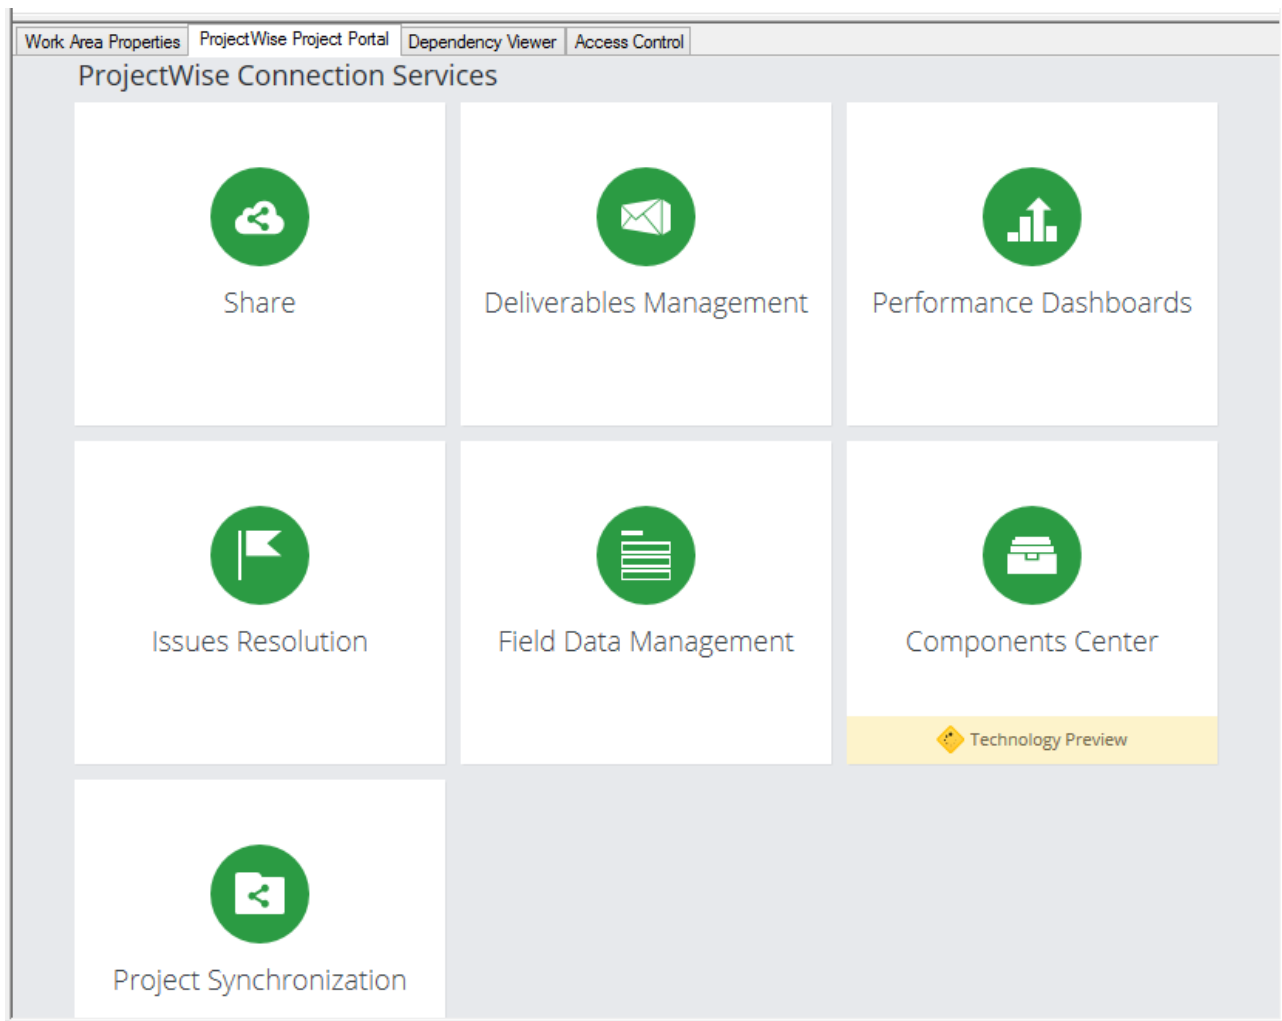 Work Area Properties ProjectWise Project Portal Dependency Viewer Access Control
ProjectWise Connection Services
Share Deliverables Management Performance Dashboards
Issues Resolution Field Data Management Components Center
Technology Preview
Project Synchronization